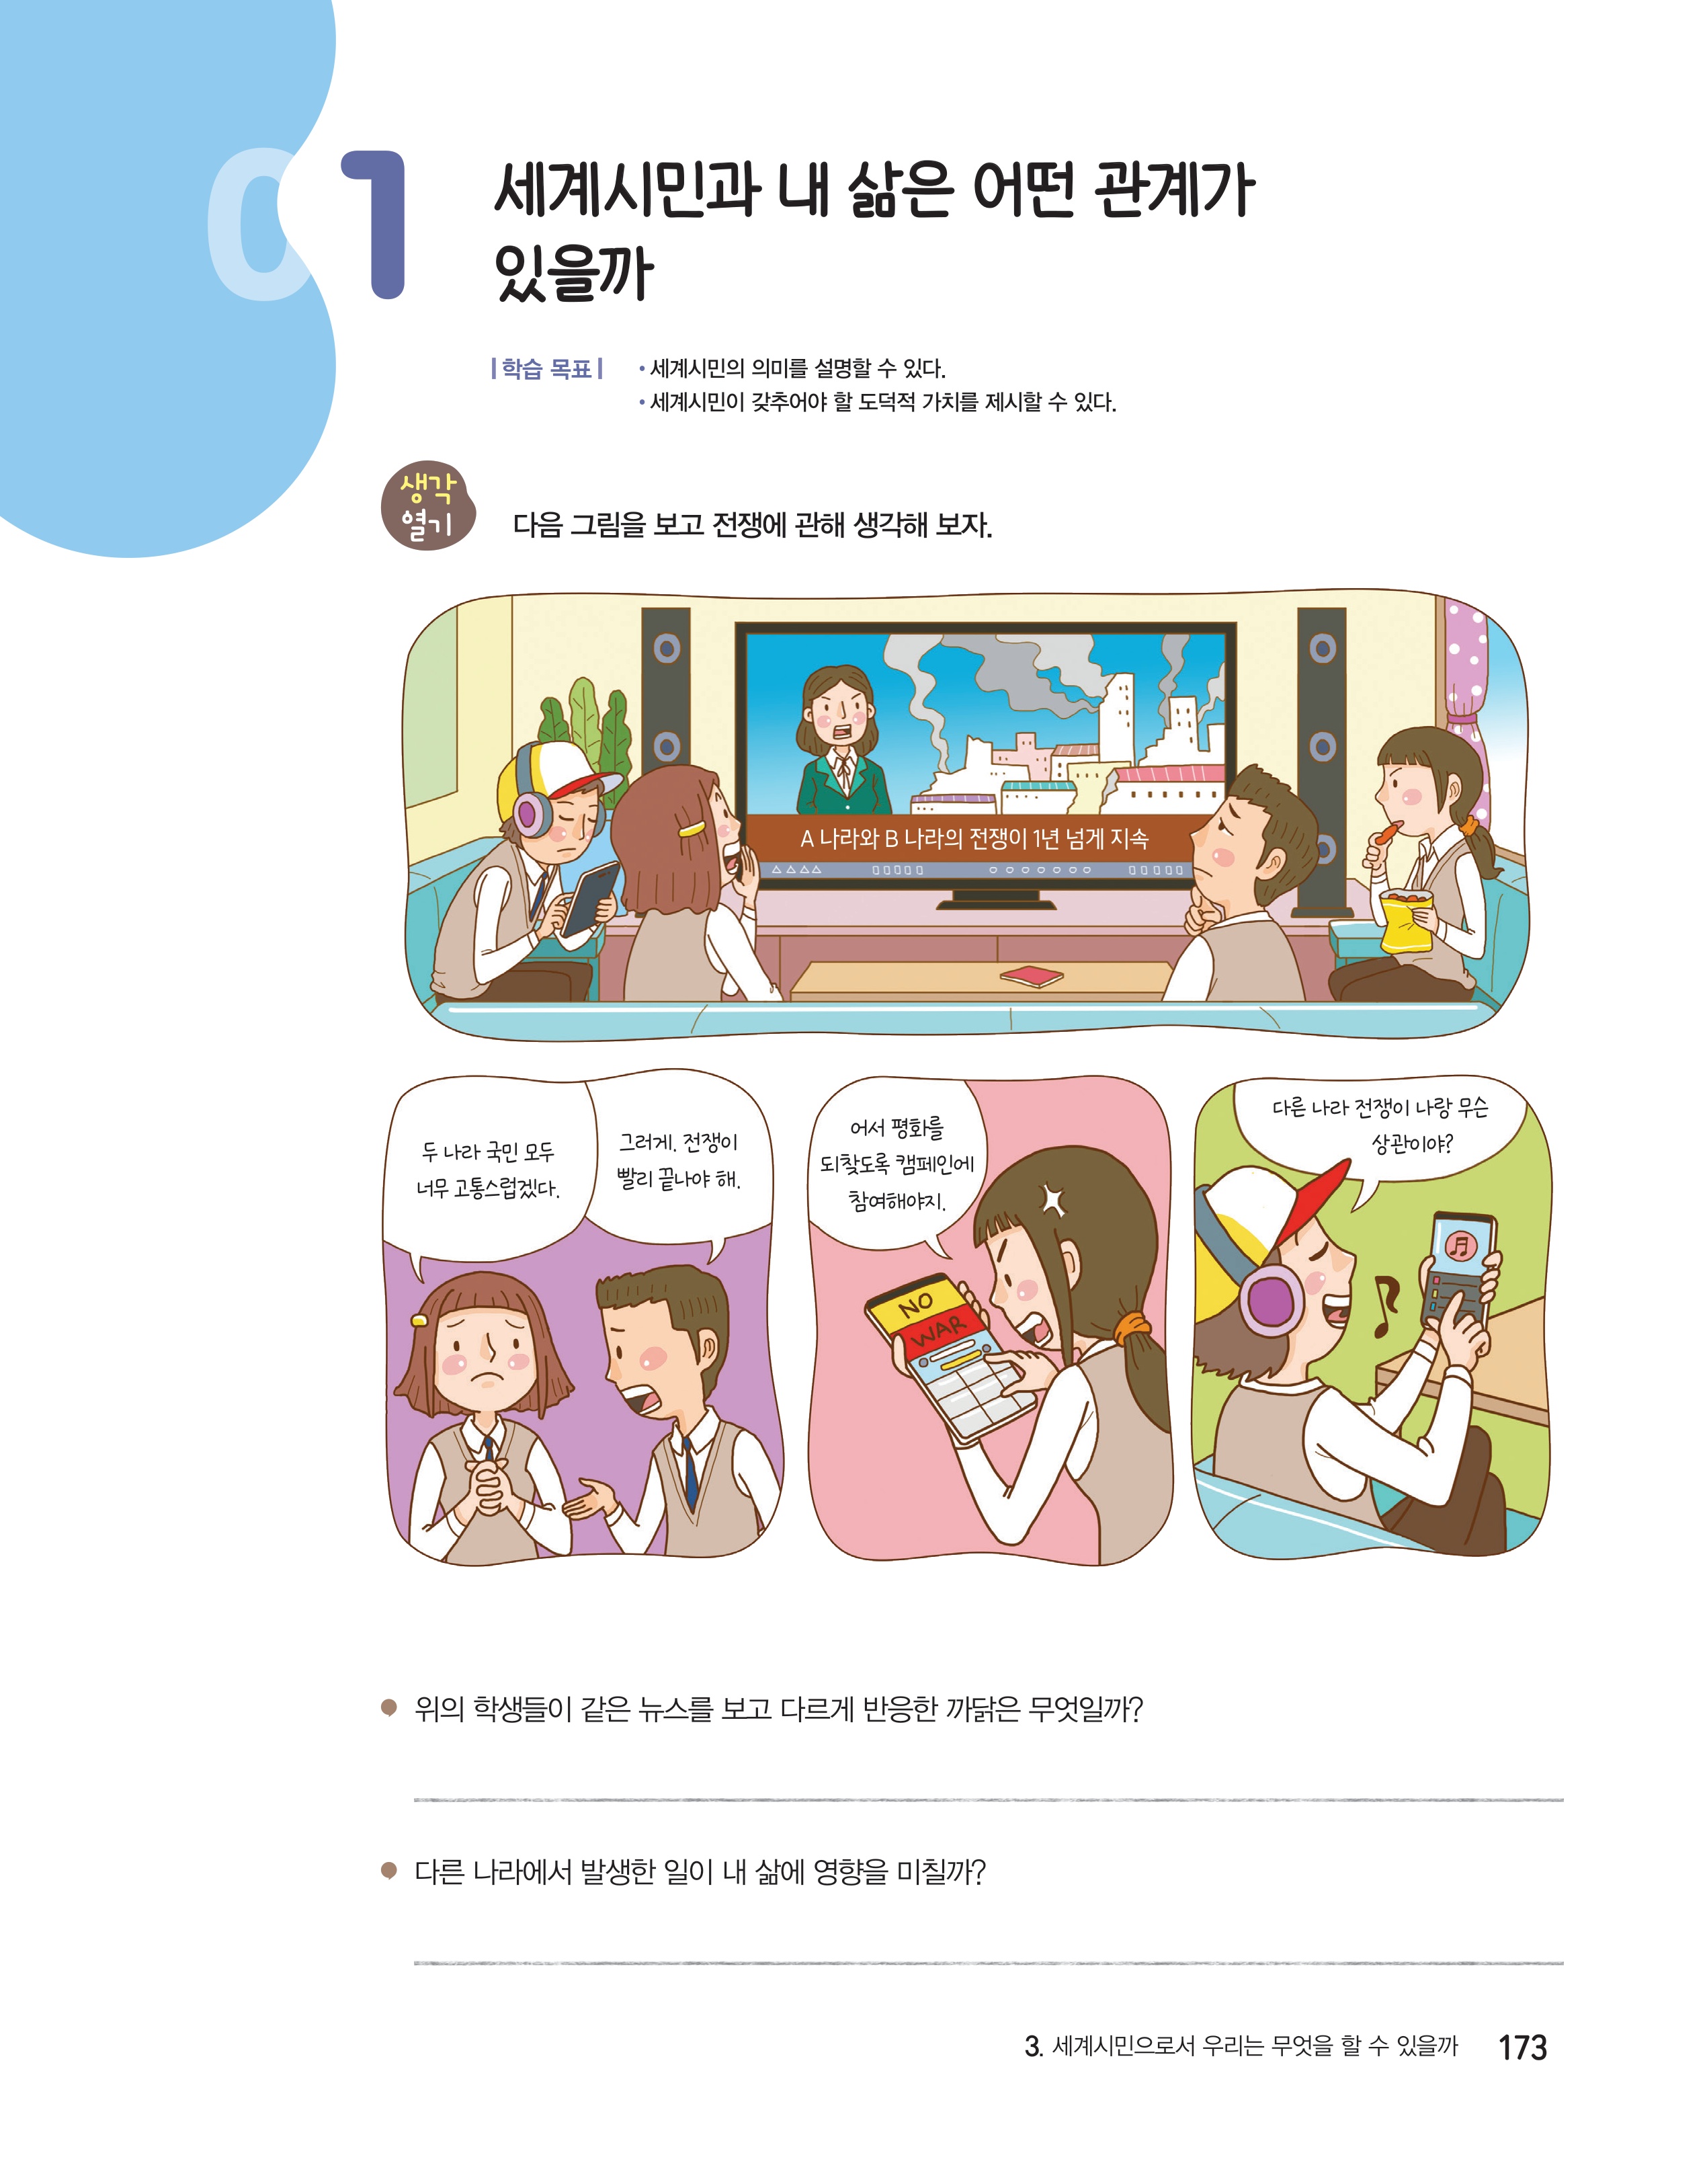 01
세계시민과 내 삶은 어떤 관계가
있을까
학습 목표
• 세계시민의 의미를 설명할 수 있다.
• 세계시민이 갖추어야 할 도덕적 가치를 제시할 수 있다.
생각
열기
다음 그림을 보고 전쟁에 관해 생각해 보자.
A 나라와 B 나라의 전쟁이 1년 넘게 지속
두 나라 국민 모두
너무 고통스럽겠다.
그러게. 전쟁이
빨리 끝나야 해.
어서 평화를
되찾도록 캠페인에
참여해야지.
NO
WAR
다른 나라 전쟁이 나랑 무슨
상관이야?
위의 학생들이 같은 뉴스를 보고 다르게 반응한 까닭은 무엇일까?
다른 나라에서 발생한 일이 내 삶에 영향을 미칠까?
3. 세계시민으로서 우리는 무엇을 할 수 있을까 173